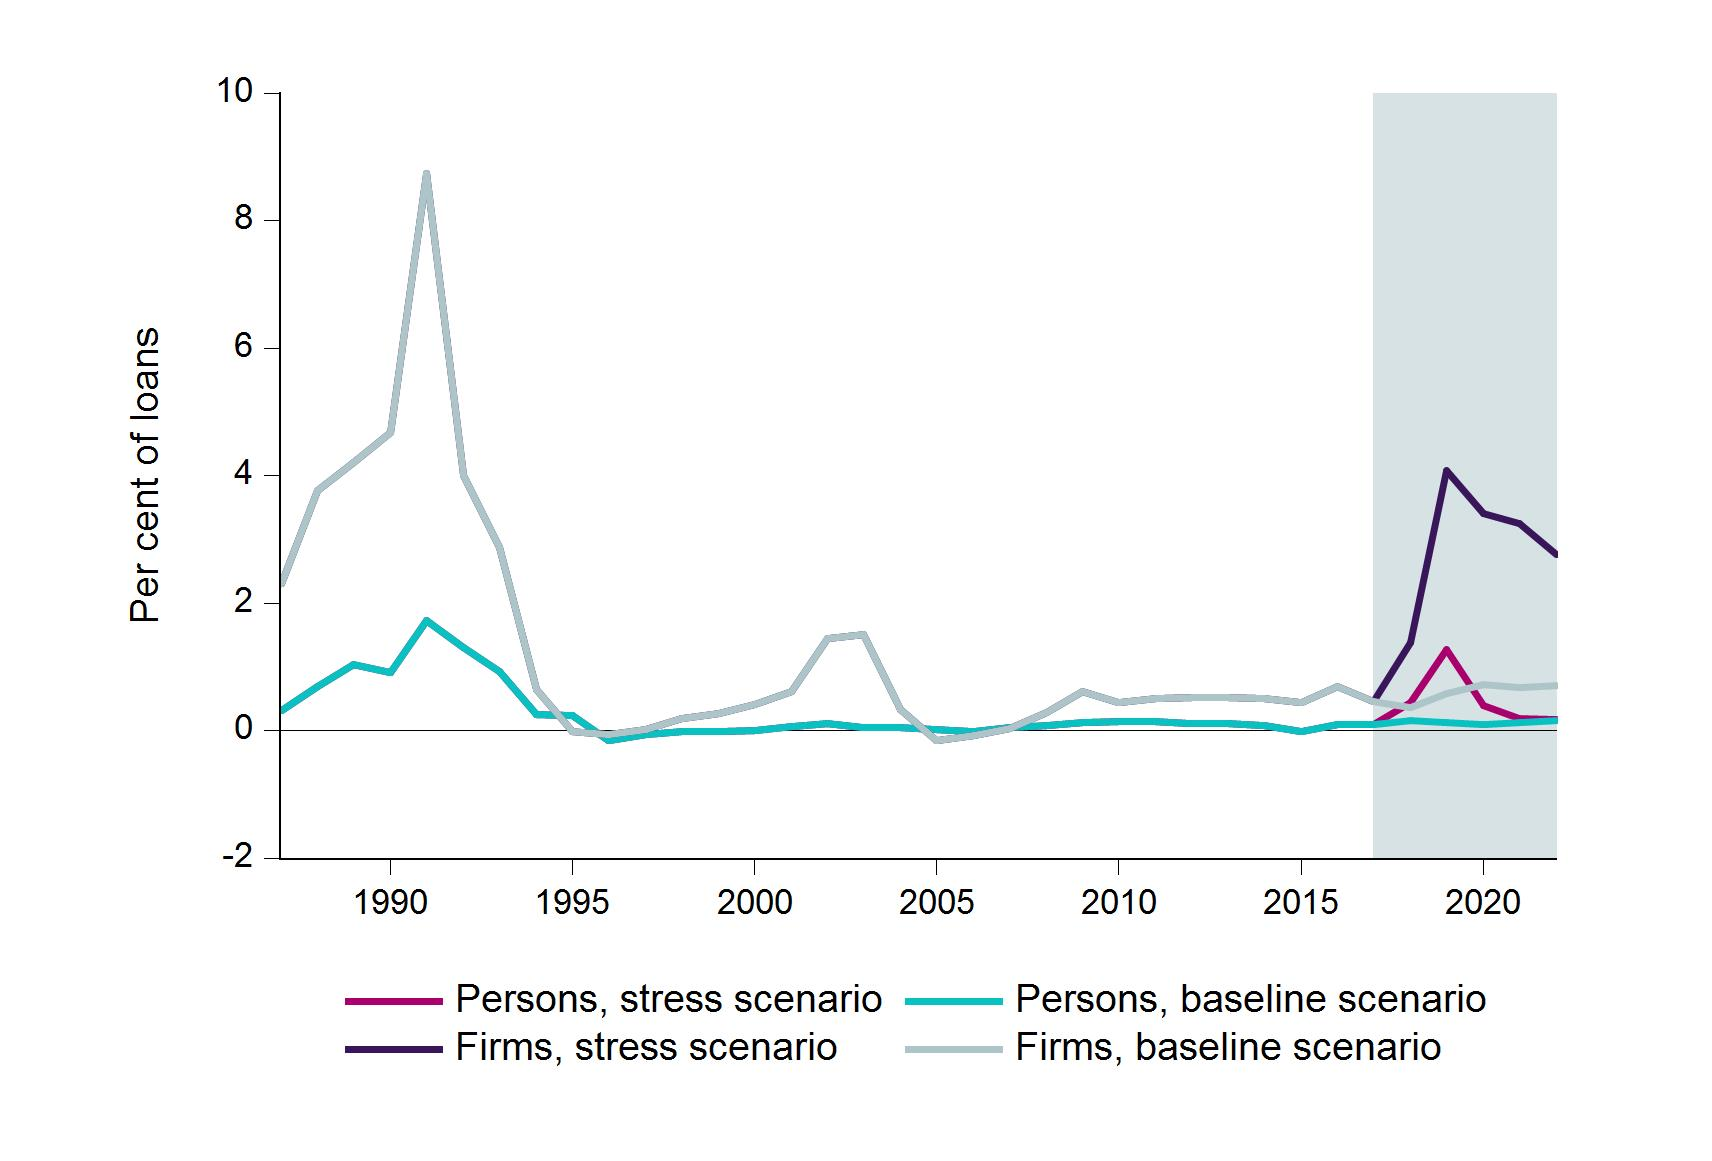 Per cent of loans
10
8
6
4
2
0
-2
1990 1995 2000 2005 2010 2015 2020
Persons, stress scenario Persons, baseline scenario
Firms, stress scenario Firms, baseline scenario